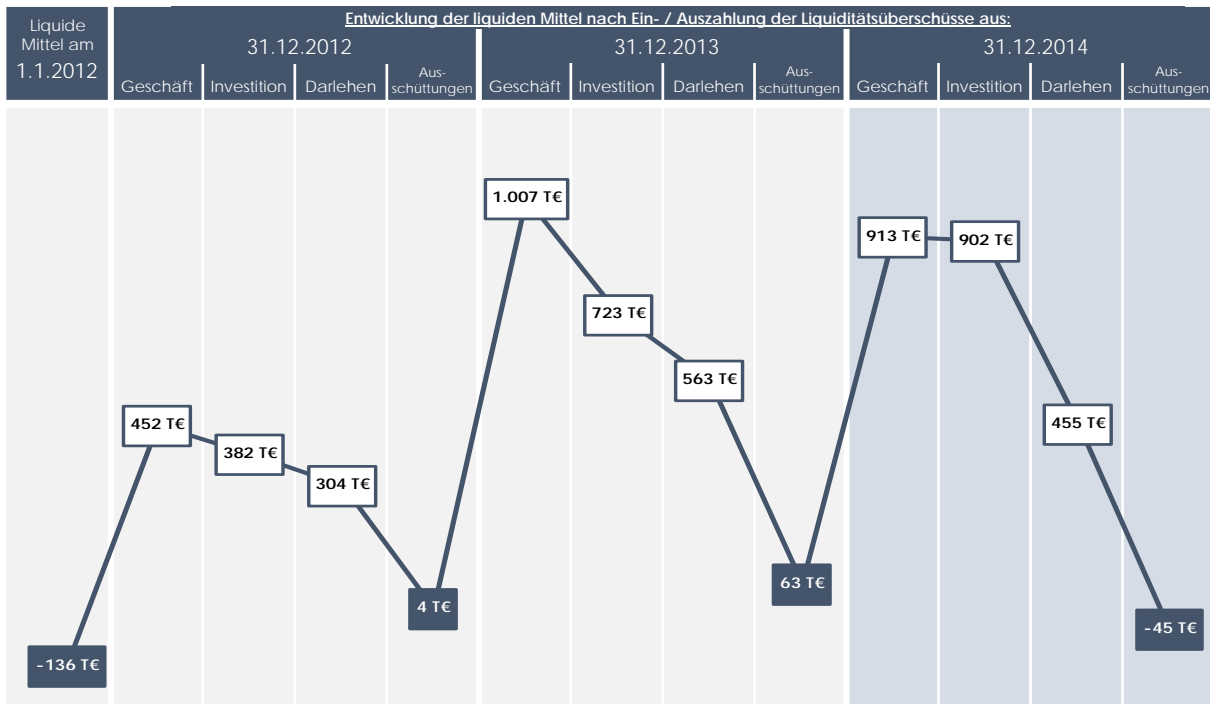 Liquide
Mittel am
1.1.2012
Entwicklung der liquiden Mittel nach Ein- / Auszahlung der Liquiditätsüberschüsse aus:
31.12.2012
31.12.2013
31.12.2014
Geschäft
Investition
Darlehen
Aus-
schüttungen
Geschäft
Investition
Darlehen
Aus-
schüttungen
Geschäft
Investition
Darlehen
Aus-
schüttungen
-136 T€
452 T€
382 T€
304 T€
4 T€
1.007 T€
723 T€
563 T€
63 T€
913 T€
902 T€
455 T€
-45 T€